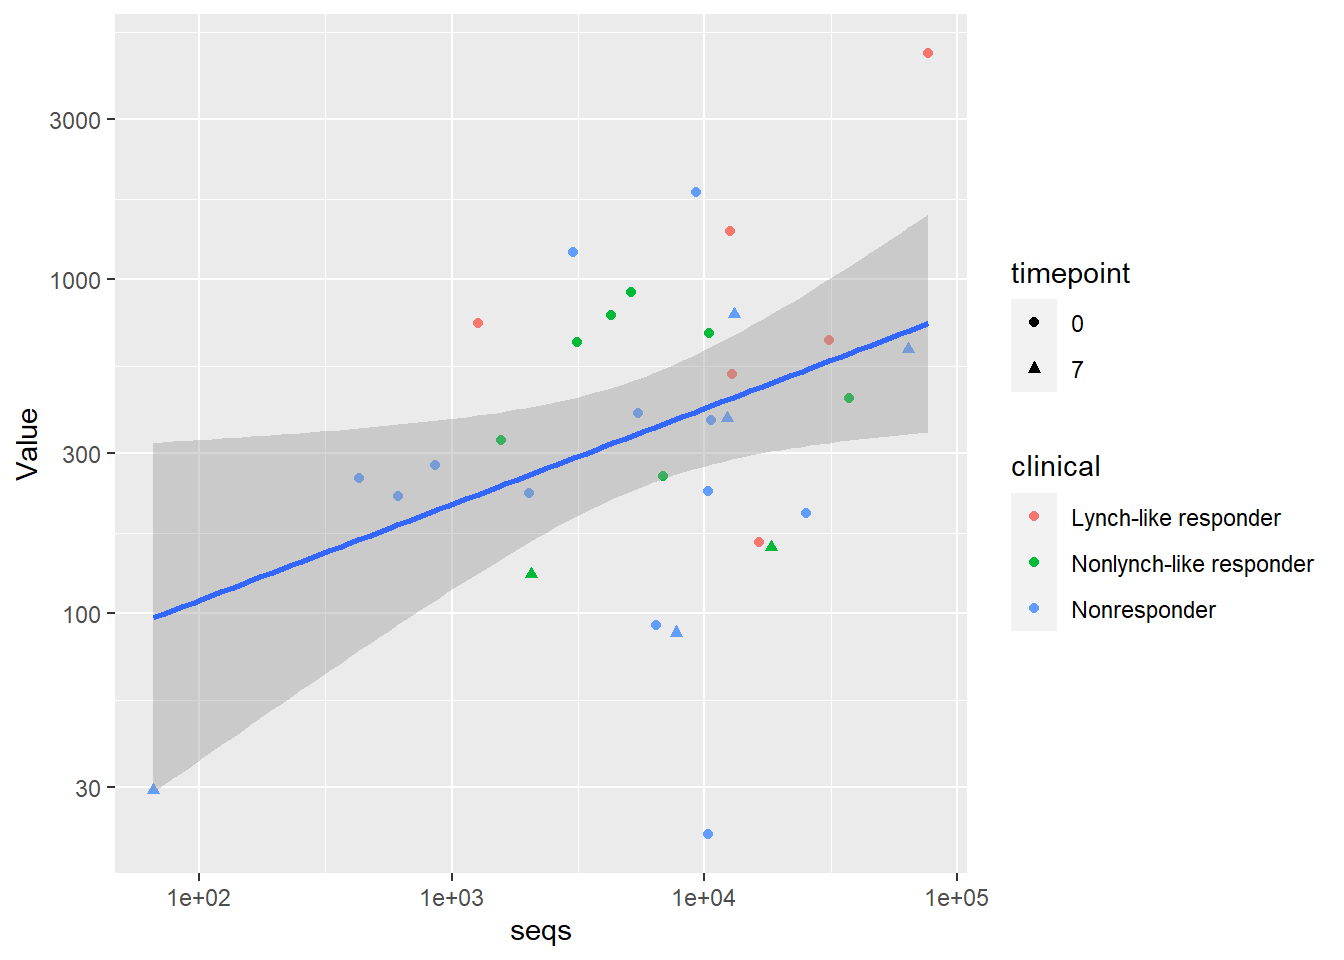 3000
1000
300
100
30
Value
1e+02 1e+03 1e+04 1e+05
seqs
timepoint
0
7
clinical
Lynch-like responder
Nonlynch-like responder
Nonresponder